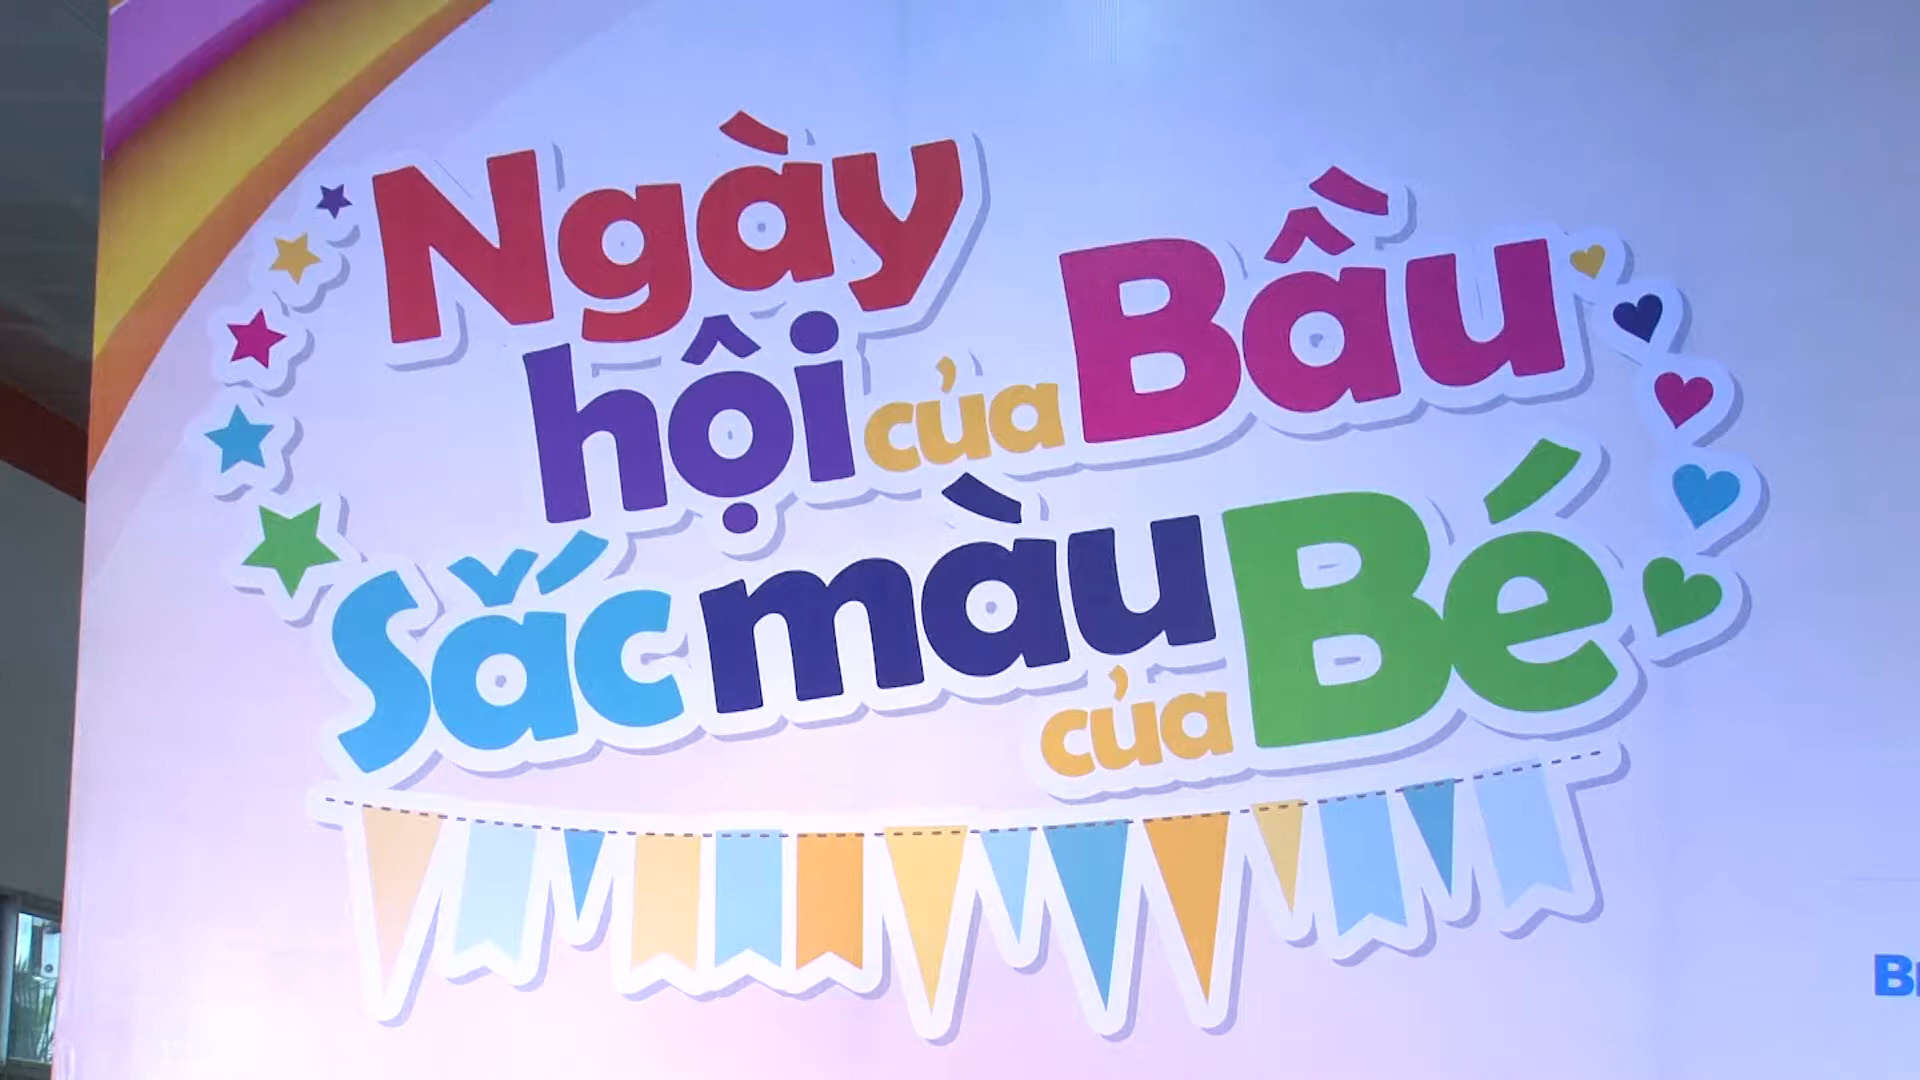 Ngày
hội của Bầu
Sắc màu Bé
của